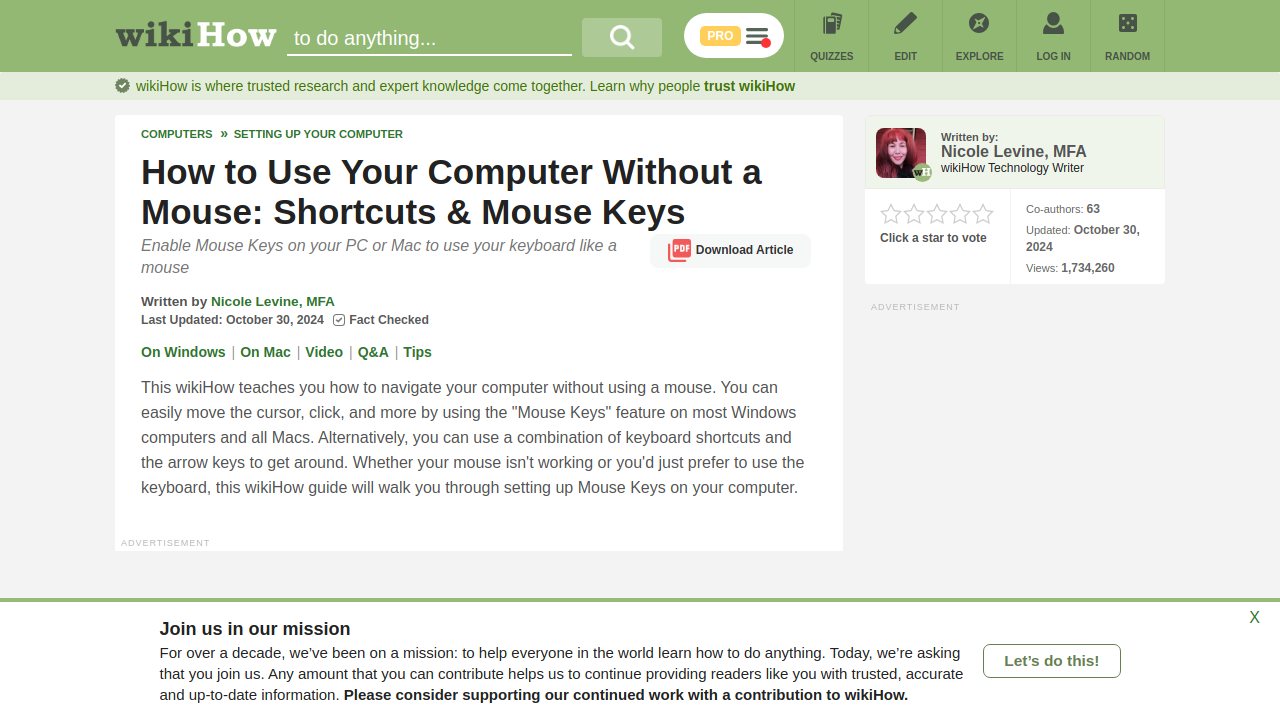 wikiHow
to do anything...
PRO
QUIZZES
EDIT
EXPLORE
LOG IN
RANDOM
wikiHow is where trusted research and expert knowledge come together. Learn why people trust wikiHow
COMPUTERS » SETTING UP YOUR COMPUTER
How to Use Your Computer Without a
Mouse: Shortcuts & Mouse Keys
Enable Mouse Keys on your PC or Mac to use your keyboard like a
mouse
PDF Download Article
Written by Nicole Levine, MFA
Last Updated: October 30, 2024 Fact Checked
On Windows | On Mac | Video | Q&A | Tips
This wikiHow teaches you how to navigate your computer without using a mouse. You can
easily move the cursor, click, and more by using the "Mouse Keys" feature on most Windows
computers and all Macs. Alternatively, you can use a combination of keyboard shortcuts and
the arrow keys to get around. Whether your mouse isn't working or you'd just prefer to use the
keyboard, this wikiHow guide will walk you through setting up Mouse Keys on your computer.
ADVERTISEMENT
Written by:
Nicole Levine, MFA
wikiHow Technology Writer
wH
Click a star to vote
Co-authors: 63
Updated: October 30,
2024
Views: 1,734,260
ADVERTISEMENT
X
Join us in our mission
For over a decade, we’ve been on a mission: to help everyone in the world learn how to do anything. Today, we’re asking
that you join us. Any amount that you can contribute helps us to continue providing readers like you with trusted, accurate
and up-to-date information. Please consider supporting our continued work with a contribution to wikiHow.
Let’s do this!